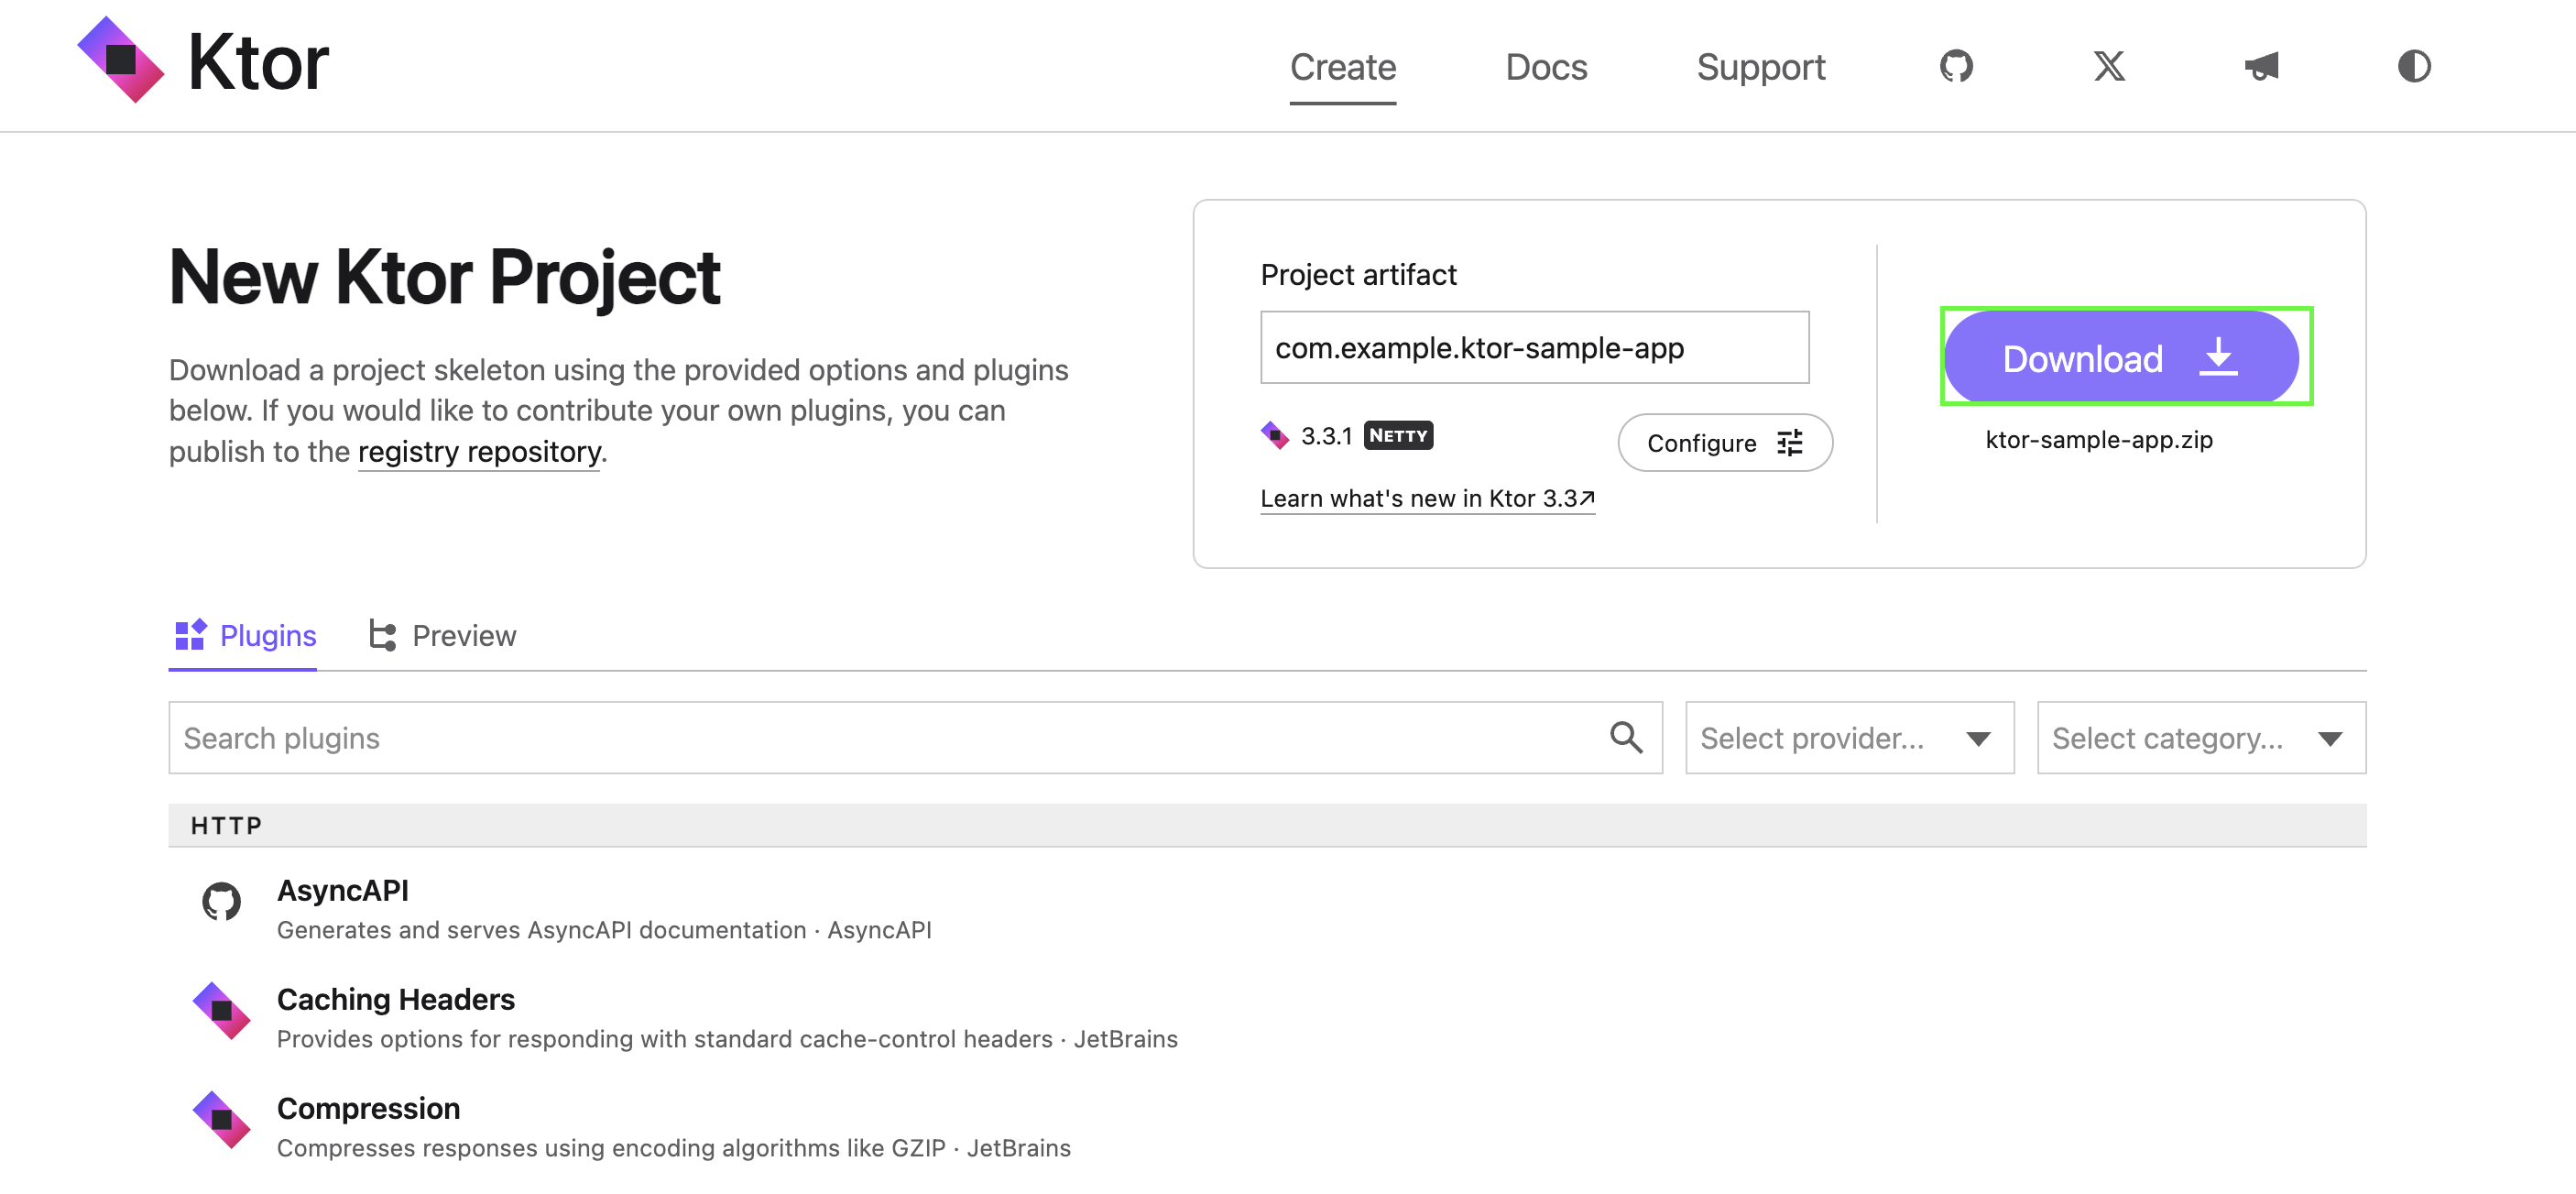 Ktor
Create Docs Support
New Ktor Project
Download a project skeleton using the provided options and plugins
below. If you would like to contribute your own plugins, you can
publish to the registry repository.
Project artifact
com.example.ktor-sample-app
3.3.1 NETTY Configure
Learn what's new in Ktor 3.3↗
Download
ktor-sample-app.zip
Plugins Preview
Search plugins Select provider... Select category...
HTTP
AsyncAPI
Generates and serves AsyncAPI documentation · AsyncAPI
Caching Headers
Provides options for responding with standard cache-control headers · JetBrains
Compression
Compresses responses using encoding algorithms like GZIP · JetBrains